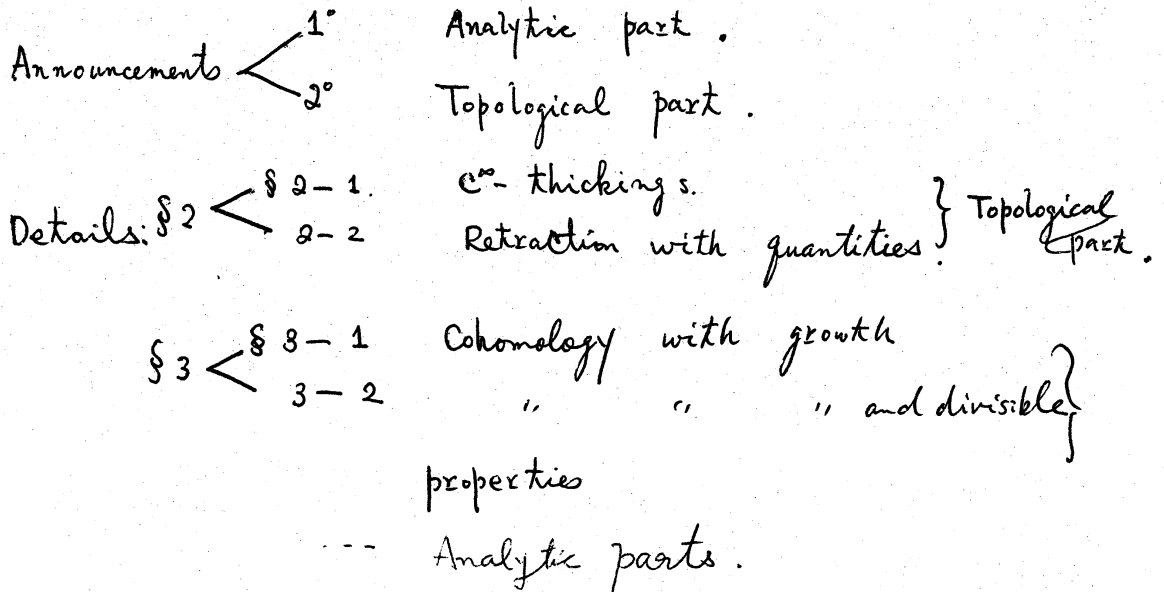 Announcements 1° Analytic part.
2° Topological part.
Details: § 2 § 2-1. C∞- thickings.
2-2 Retraction with quantities. } Topological part.
§ 3 § 3-1 Cohomology with growth
3-2 " " " and divisible }
properties
--- Analytic parts.